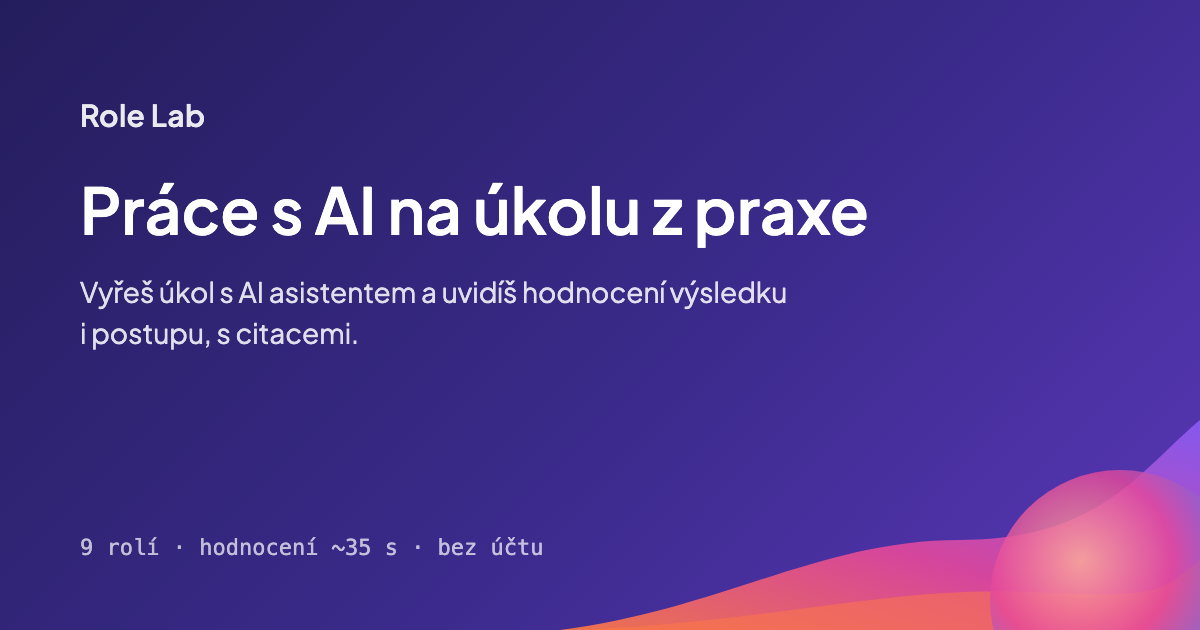 Role Lab
Práce s AI na úkolu z praxe
Vyřeš úkol s AI asistentem a uvidíš hodnocení výsledku
i postupu, s citacemi.
9 rolí · hodnocení ~35 s · bez účtu